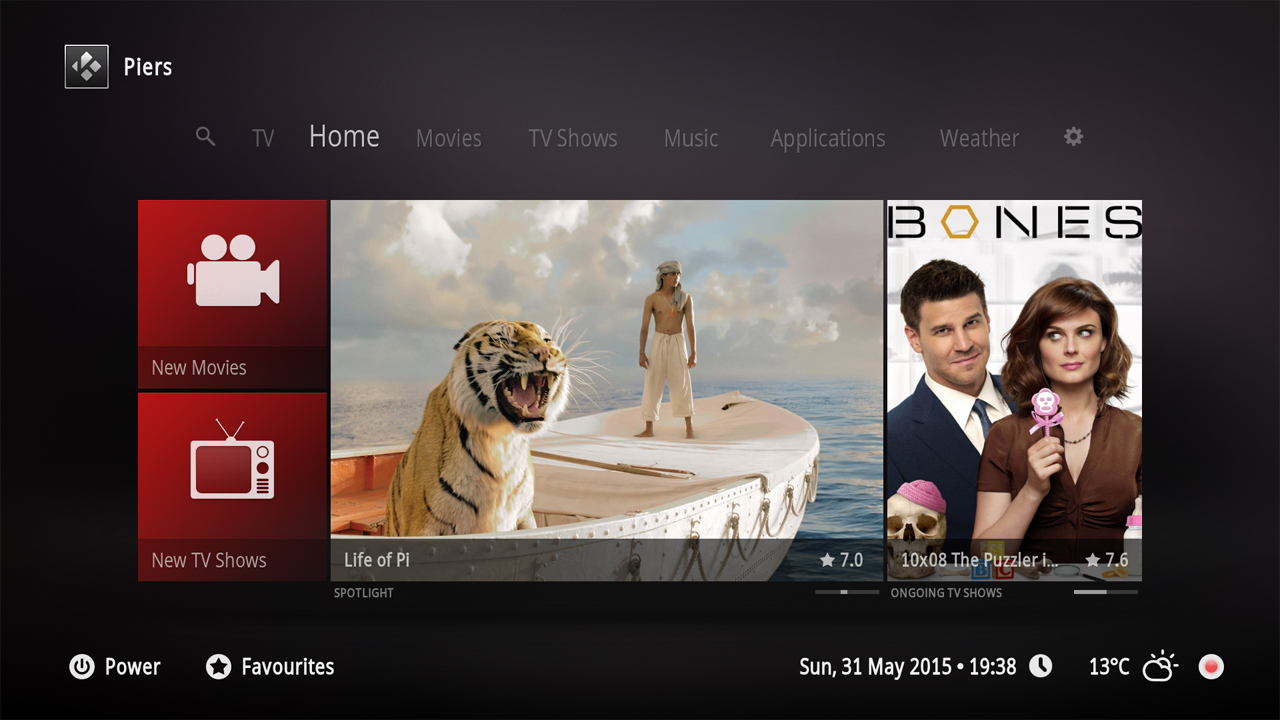 Piers
TV Home Movies TV Shows Music Applications Weather
BONES
New Movies
New TV Shows
Life of Pi 7.0
10x08 The Puzzler i... 7.6
SPOTLIGHT
ONGOING TV SHOWS
Power Favourites Sun, 31 May 2015 • 19:38 13°C